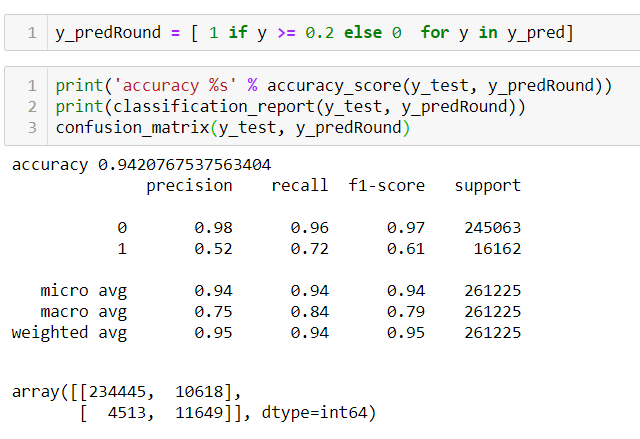 1 y_predRound = [ 1 if y >= 0.2 else 0  for y in y_pred]
1 print('accuracy %s' % accuracy_score(y_test, y_predRound))
2 print(classification_report(y_test, y_predRound))
3 confusion_matrix(y_test, y_predRound)
accuracy 0.9420767537563404
precision recall f1-score support
0 0.98 0.96 0.97 245063
1 0.52 0.72 0.61 16162
micro avg 0.94 0.94 0.94 261225
macro avg 0.75 0.84 0.79 261225
weighted avg 0.95 0.94 0.95 261225
array([[234445, 10618],
[ 4513, 11649]], dtype=int64)